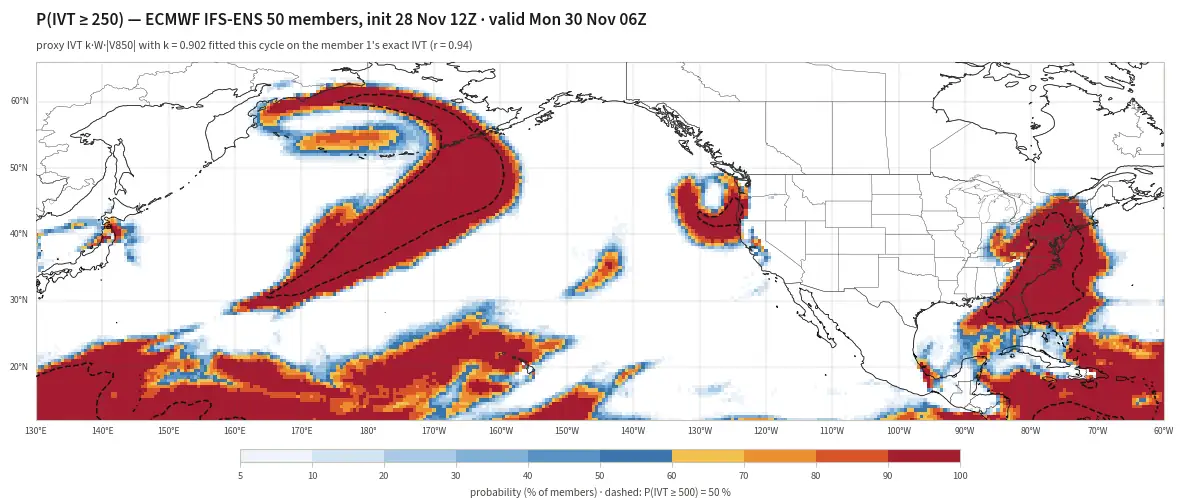 P(IVT ≥ 250) — ECMWF IFS-ENS 50 members, init 28 Nov 12Z · valid Mon 30 Nov 06Z
proxy IVT k·W·|V850| with k = 0.902 fitted this cycle on the member 1's exact IVT (r = 0.94)
60°N
50°N
40°N
30°N
20°N
130°E 140°E 150°E 160°E 170°E 180° 170°W 160°W 150°W 140°W 130°W 120°W 110°W 100°W 90°W 80°W 70°W 60°W
5 10 20 30 40 50 60 70 80 90 100
probability (% of members) · dashed: P(IVT ≥ 500) = 50 %